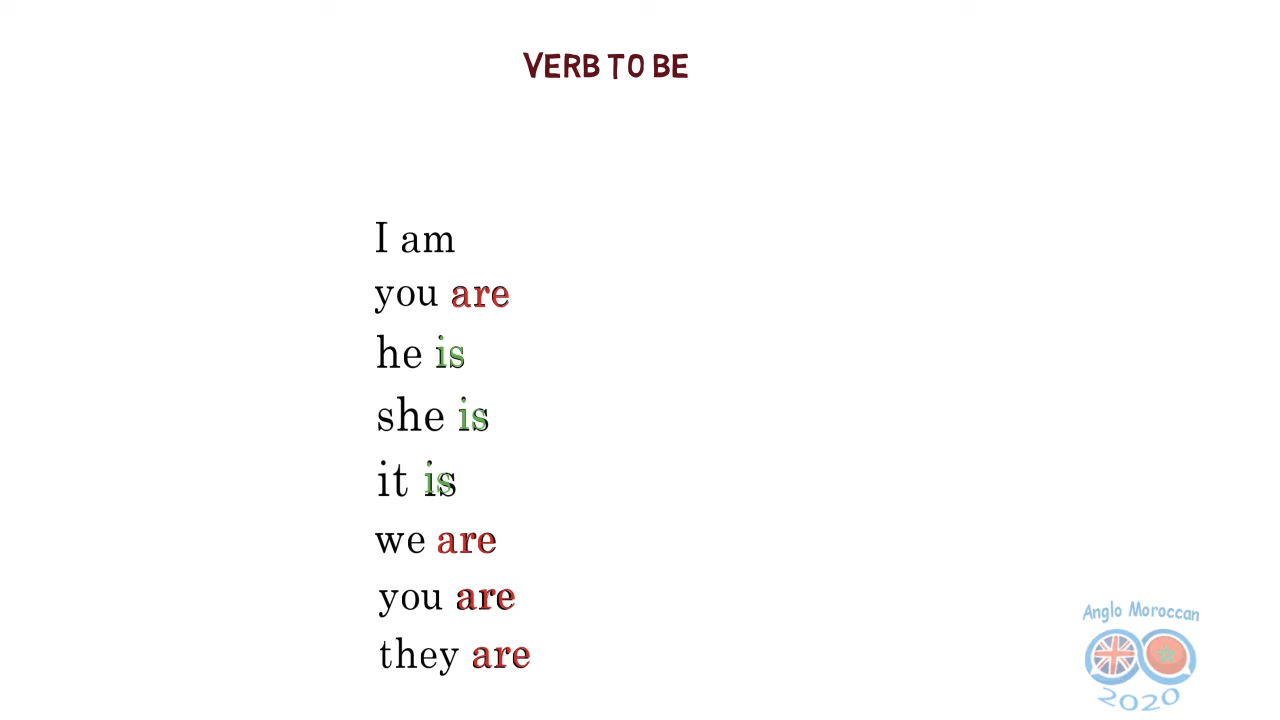 VERB TO BE
I am
you are
he is
she is
it is
we are
you are
they are
Anglo Moroccan
2020